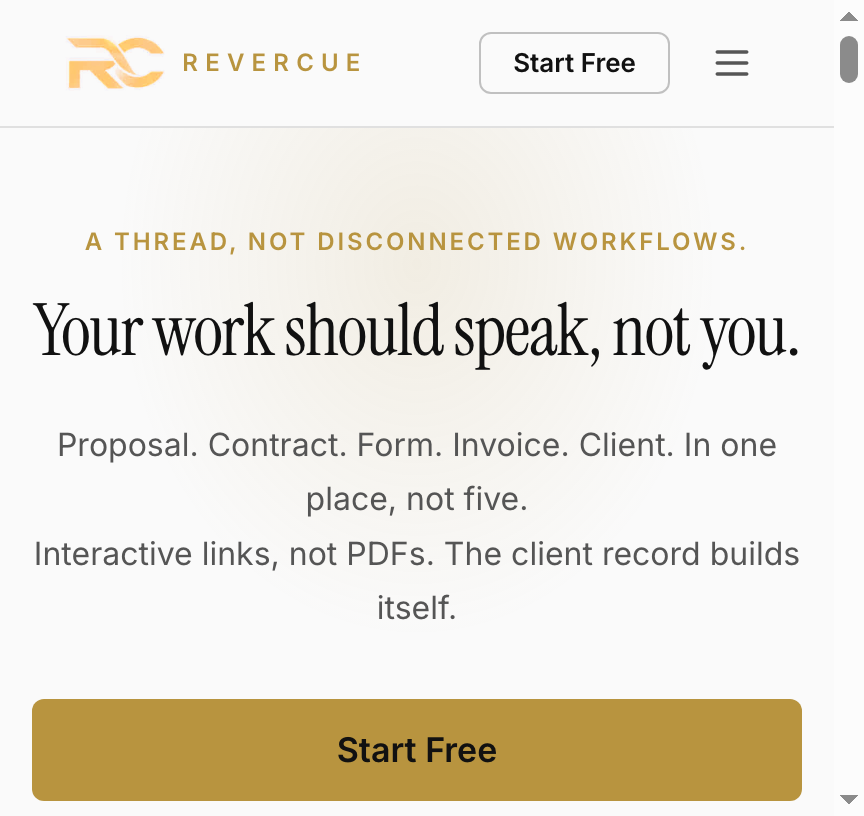 RC REVERCUE
Start Free
A THREAD, NOT DISCONNECTED WORKFLOWS.
Your work should speak, not you.
Proposal. Contract. Form. Invoice. Client. In one
place, not five.
Interactive links, not PDFs. The client record builds
itself.
Start Free